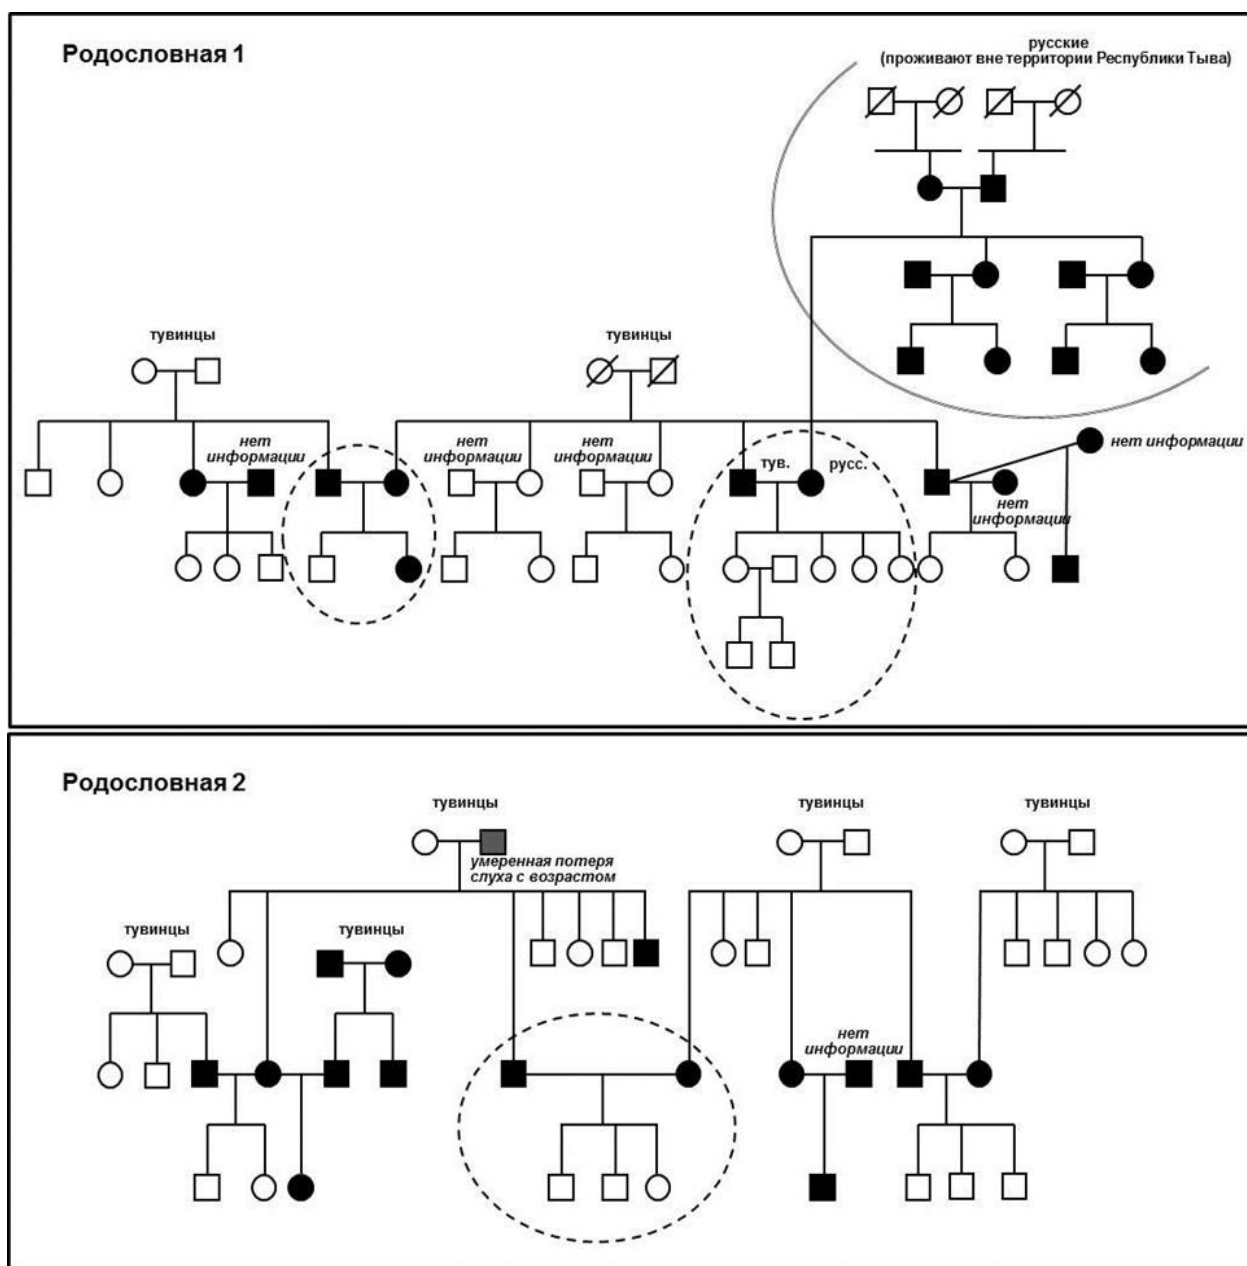 Родословная 1
русские
(проживают вне территории Республики Тыва)
тувинцы
тувинцы
нет
информации
нет
информации
нет
информации
тув.
русс.
нет информации
нет
информации
Родословная 2
тувинцы
тувинцы
тувинцы
умеренная потеря
слуха с возрастом
тувинцы
тувинцы
нет
информации